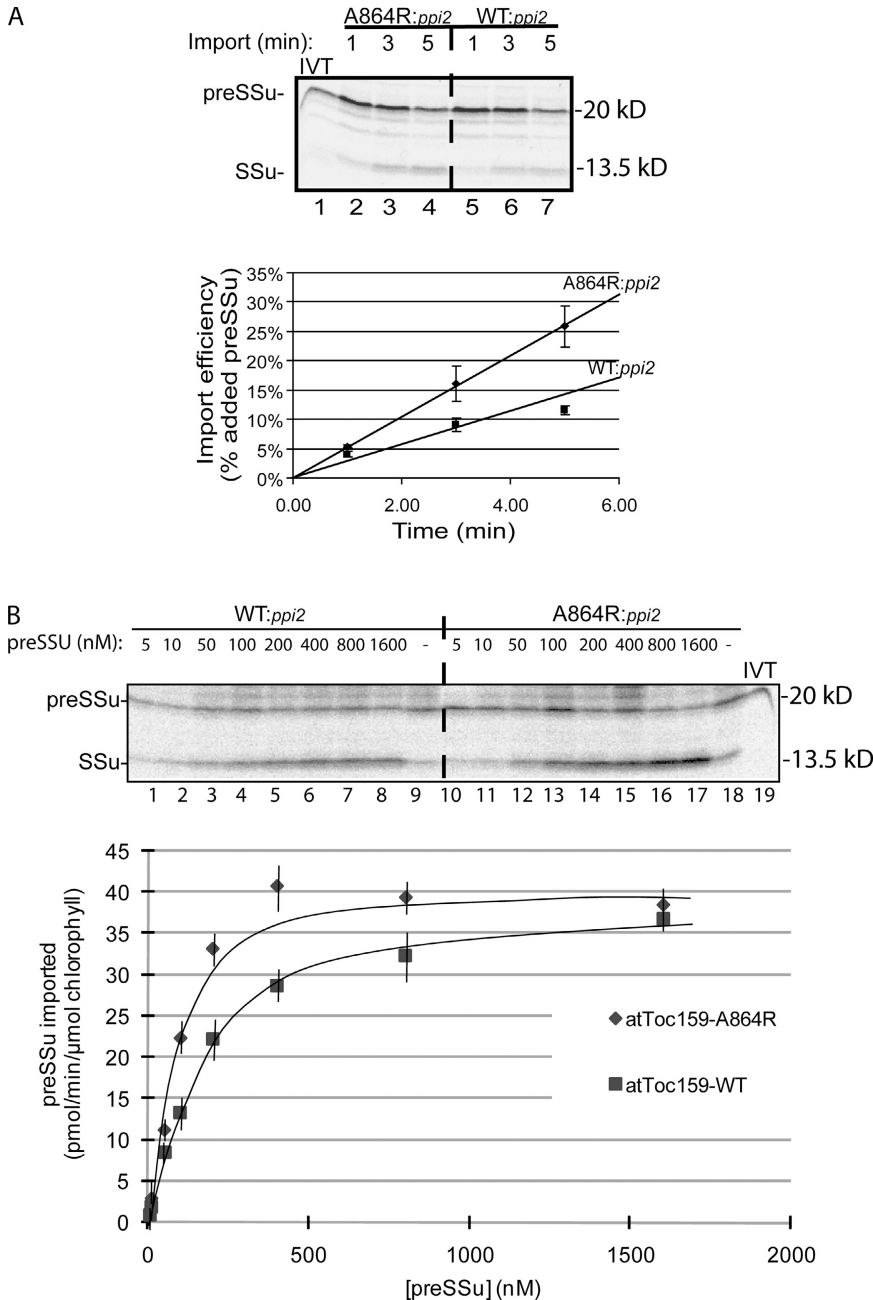 A
A864R:ppi2 WT:ppi2
Import (min): 1 3 5 1 3 5
IVT
preSSu- -20 kD
SSu- -13.5 kD
1 2 3 4 5 6 7
Import efficiency
(% added preSSu)
35%
30%
25%
20%
15%
10%
5%
0%
A864R:ppi2
WT:ppi2
0.00 2.00 4.00 6.00
Time (min)
B
WT:ppi2 A864R:ppi2
preSSU (nM): 5 10 50 100 200 400 800 1600 - 5 10 50 100 200 400 800 1600 -
IVT
preSSu- -20 kD
SSu- -13.5 kD
1 2 3 4 5 6 7 8 9 10 11 12 13 14 15 16 17 18 19
preSSu imported
(pmol/min/μmol chlorophyll)
45
40
35
30
25
20
15
10
5
0
atToc159-A864R
atToc159-WT
0 500 1000 1500 2000
[preSSu] (nM)